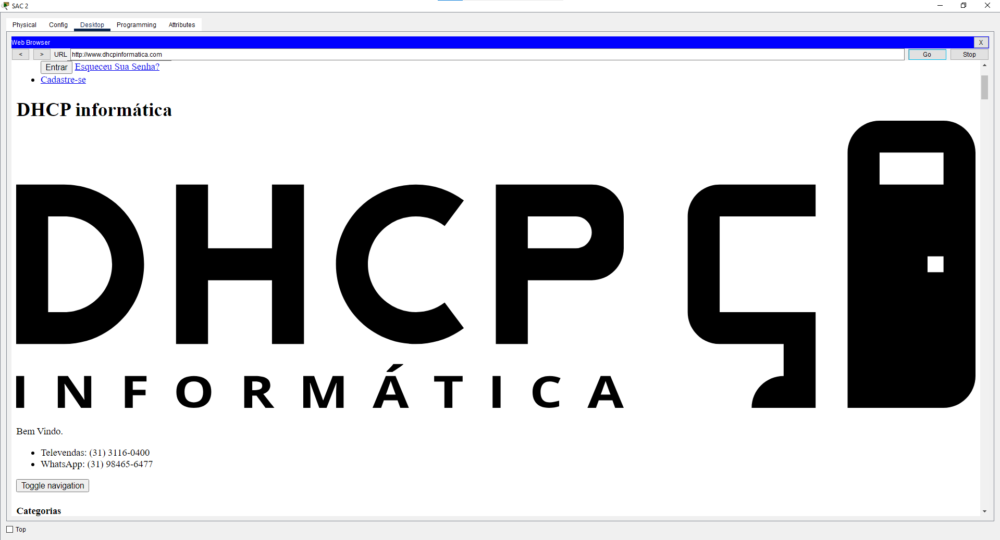 SAC 2
Physical Config Desktop Programming Attributes
Web Browser X
< > URL http://www.dhcpinformatica.com Go Stop
Entrar Esqueceu Sua Senha?
Cadastre-se
DHCP informática
DHCP
INFORMÁTICA
Bem Vindo.
Televendas: (31) 3116-0400
WhatsApp: (31) 98465-6477
Toggle navigation
Categorias
Top